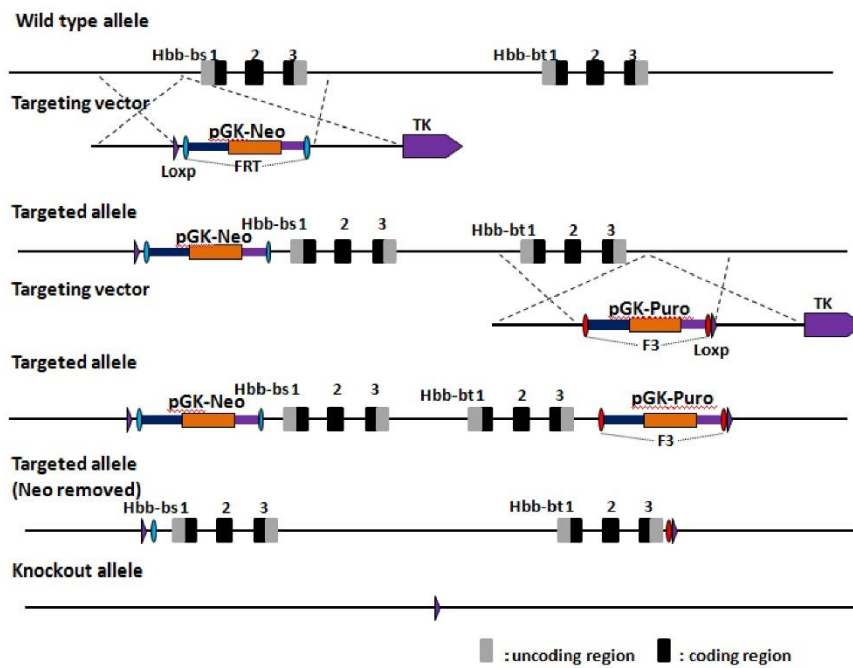 Wild type allele
Hbb-bs 1 2 3 Hbb-bt 1 2 3
Targeting vector
pGK-Neo TK
Loxp FRT
Targeted allele
pGK-Neo Hbb-bs 1 2 3 Hbb-bt 1 2 3
Targeting vector
pGK-Puro TK
F3 Loxp
Targeted allele
pGK-Neo Hbb-bs 1 2 3 Hbb-bt 1 2 3 pGK-Puro
F3
Targeted allele
(Neo removed)
Hbb-bs 1 2 3 Hbb-bt 1 2 3
Knockout allele
: uncoding region : coding region